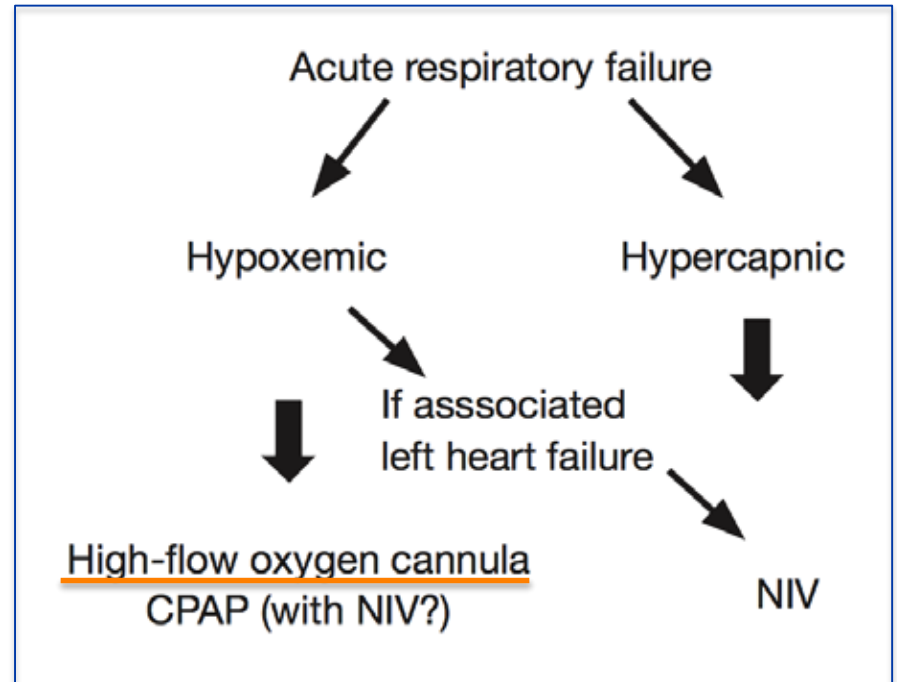 Acute respiratory failure
Hypoxemic
Hypercapnic
If asssociated
left heart failure
High-flow oxygen cannula
CPAP (with NIV?)
NIV